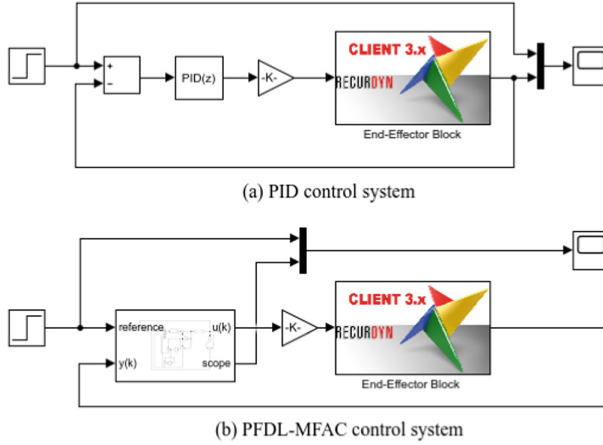 +
−
PID(z)
-K-
CLIENT 3.x
RECURDYN
End-Effector Block
(a) PID control system
reference
u(k)
y(k)
scope
-K-
CLIENT 3.x
RECURDYN
End-Effector Block
(b) PFDL-MFAC control system